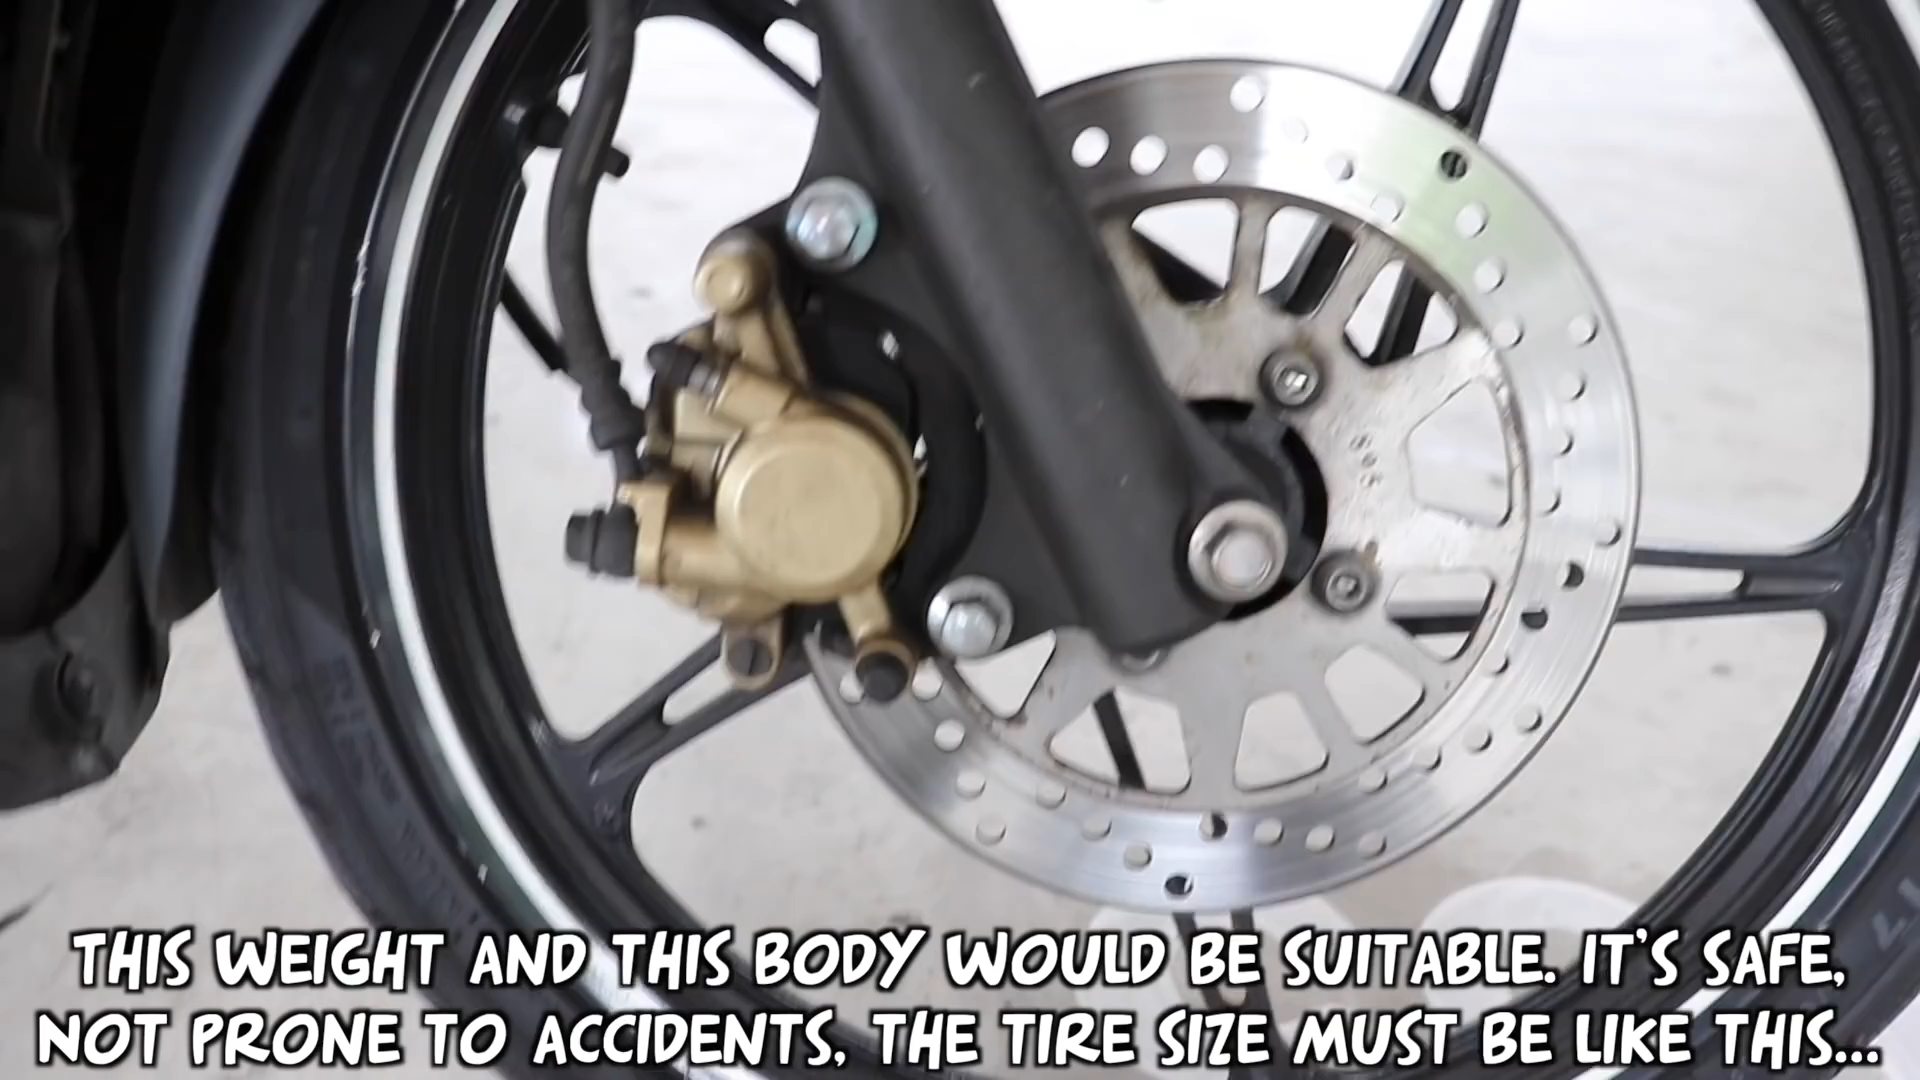 THIS WEIGHT AND THIS BODY WOULD BE SUITABLE. IT'S SAFE,
NOT PRONE TO ACCIDENTS, THE TIRE SIZE MUST BE LIKE THIS...